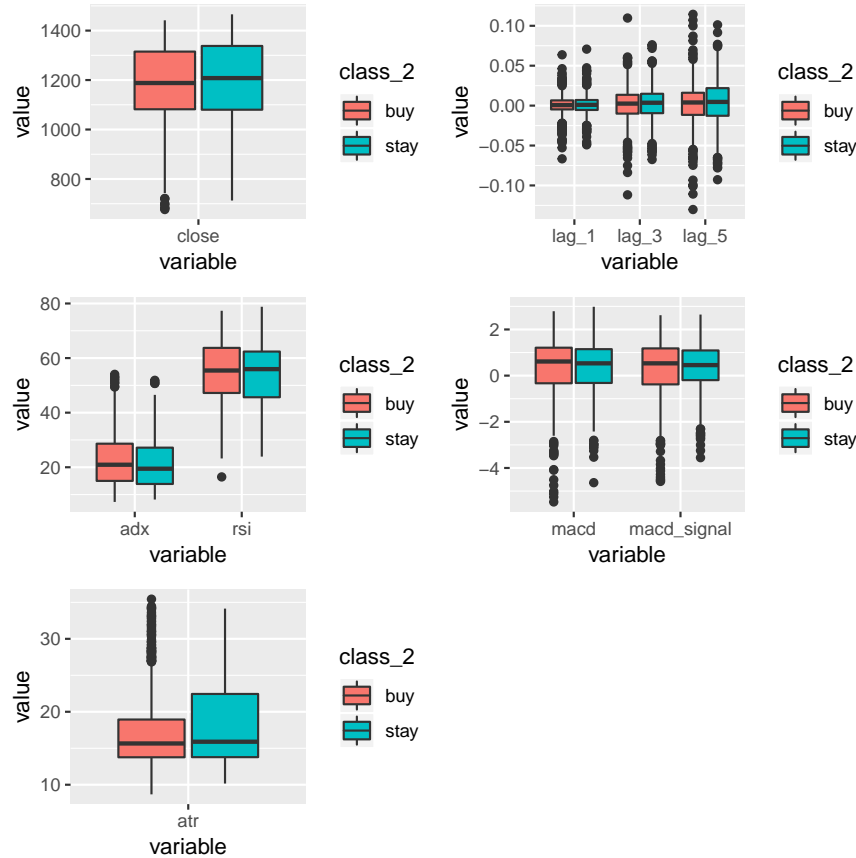 1400
1200
1000
800
value
close
variable
class_2
buy
stay
0.10
0.05
0.00
−0.05
−0.10
value
lag_1 lag_3 lag_5
variable
class_2
buy
stay
80
60
40
20
value
adx rsi
variable
class_2
buy
stay
2
0
−2
−4
value
macd macd_signal
variable
class_2
buy
stay
30
20
10
value
atr
variable
class_2
buy
stay